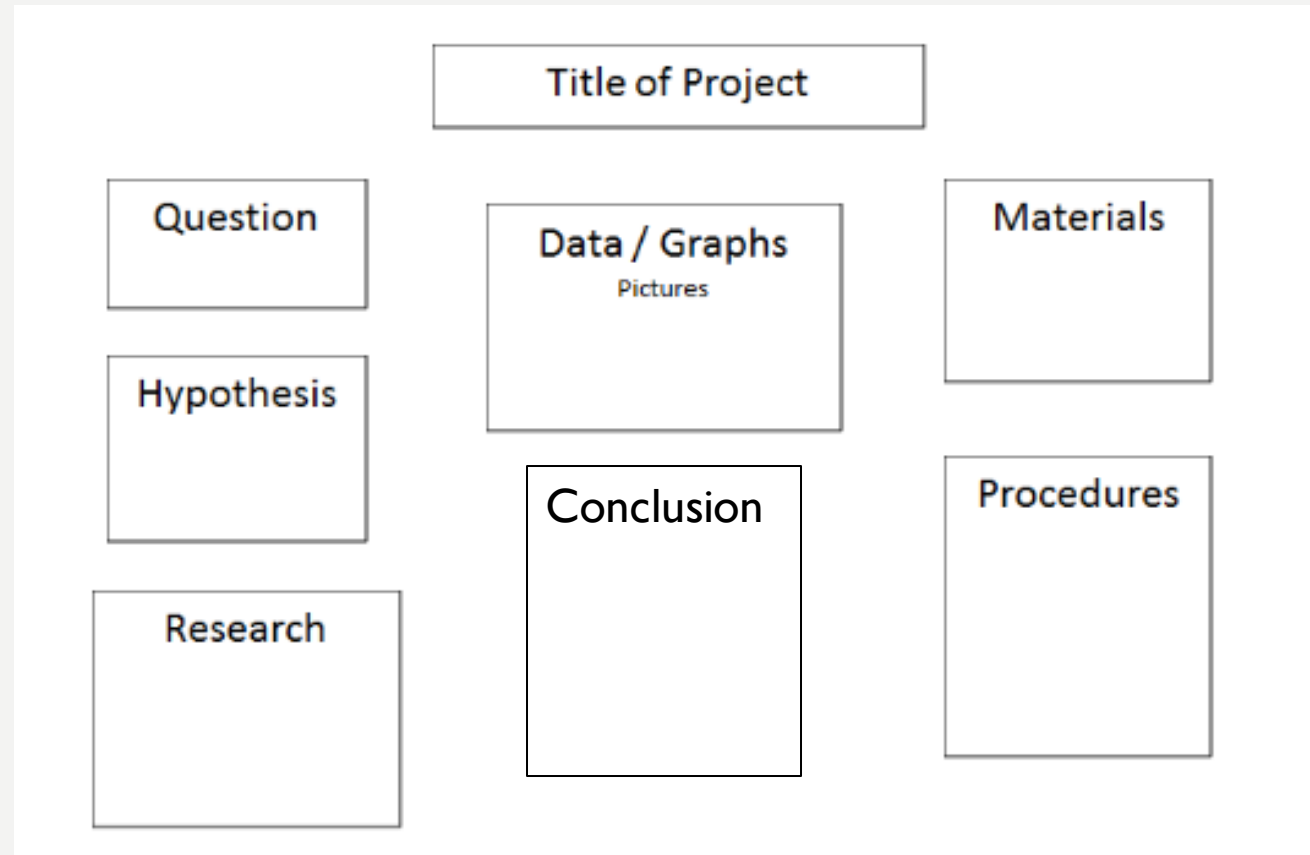 Title of Project
Question
Hypothesis
Research
Data / Graphs
Pictures
Conclusion
Materials
Procedures